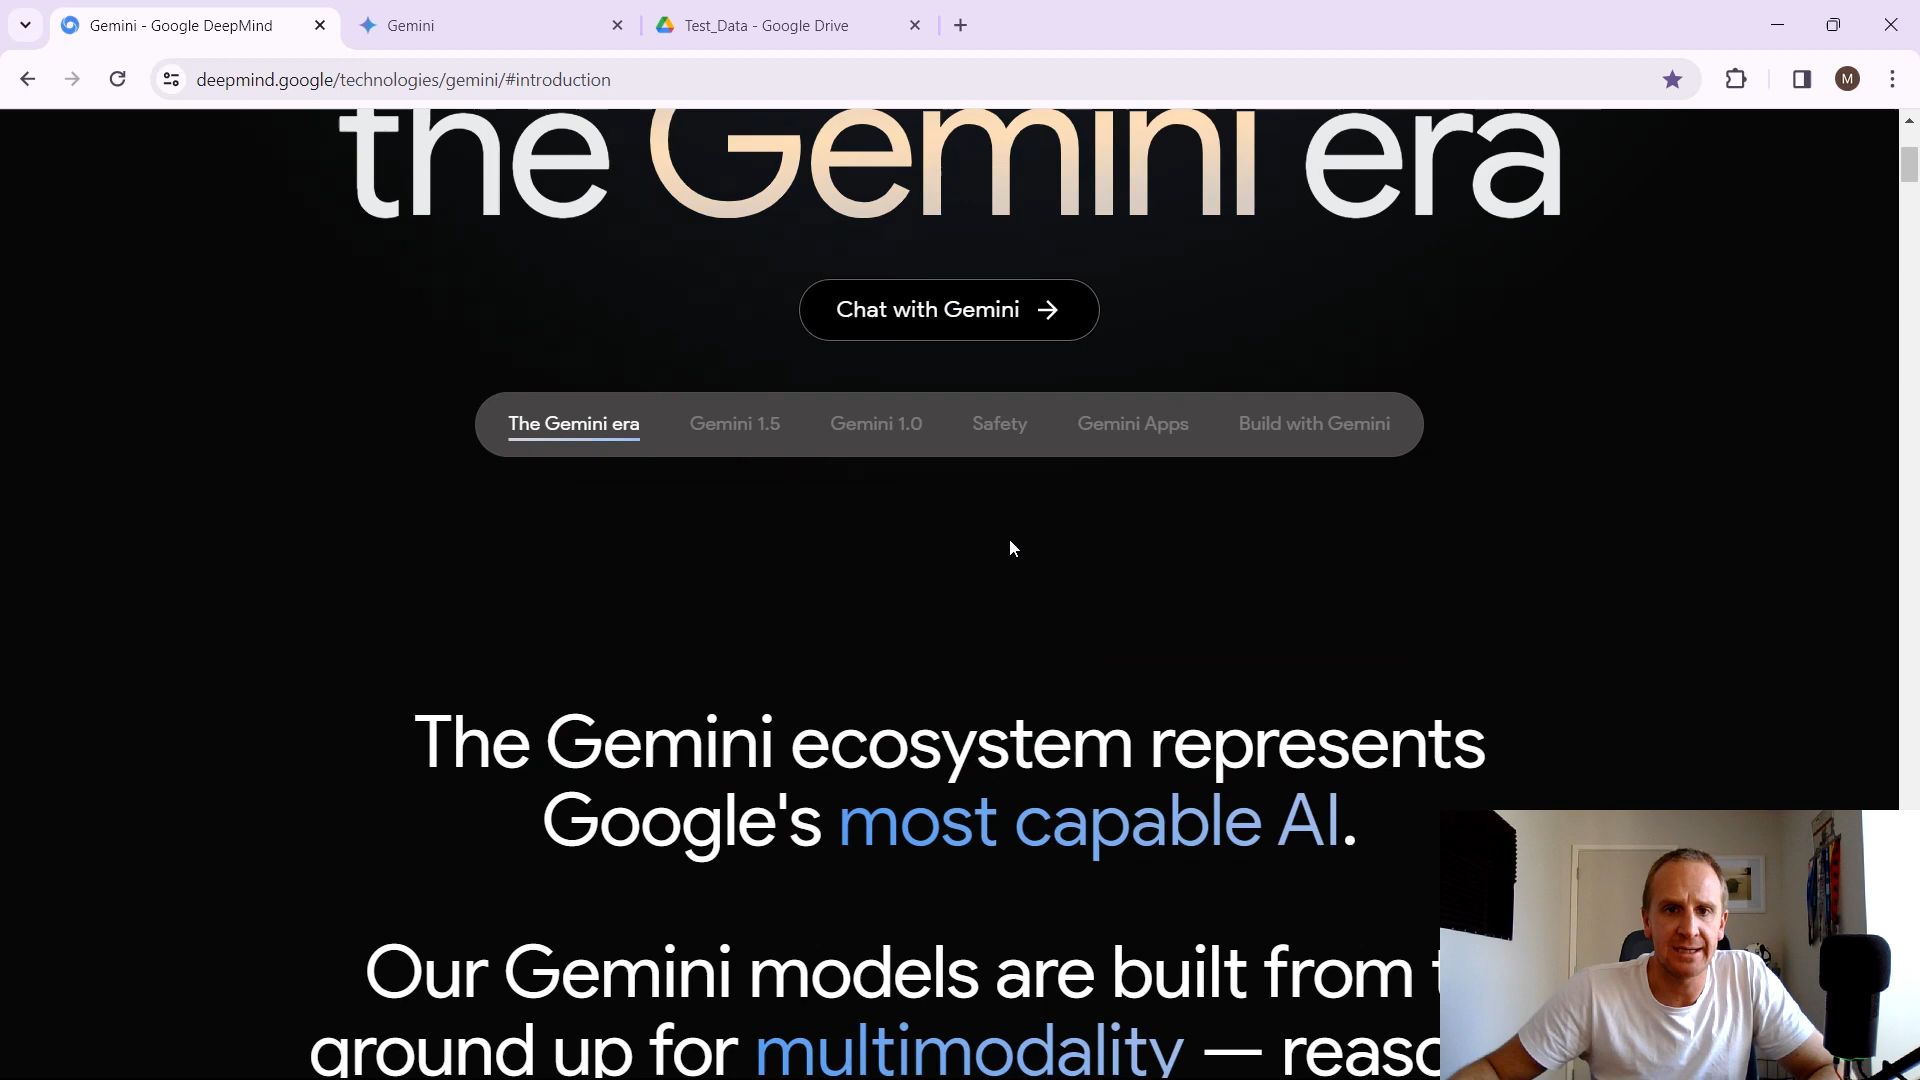 Gemini - Google DeepMind
Gemini
Test_Data - Google Drive
deepmind.google/technologies/gemini/#introduction
M
the Gemini era
Chat with Gemini
The Gemini era
Gemini 1.5
Gemini 1.0
Safety
Gemini Apps
Build with Gemini
The Gemini ecosystem represents
Google's most capable AI.
Our Gemini models are built from
ground up for multimodality —